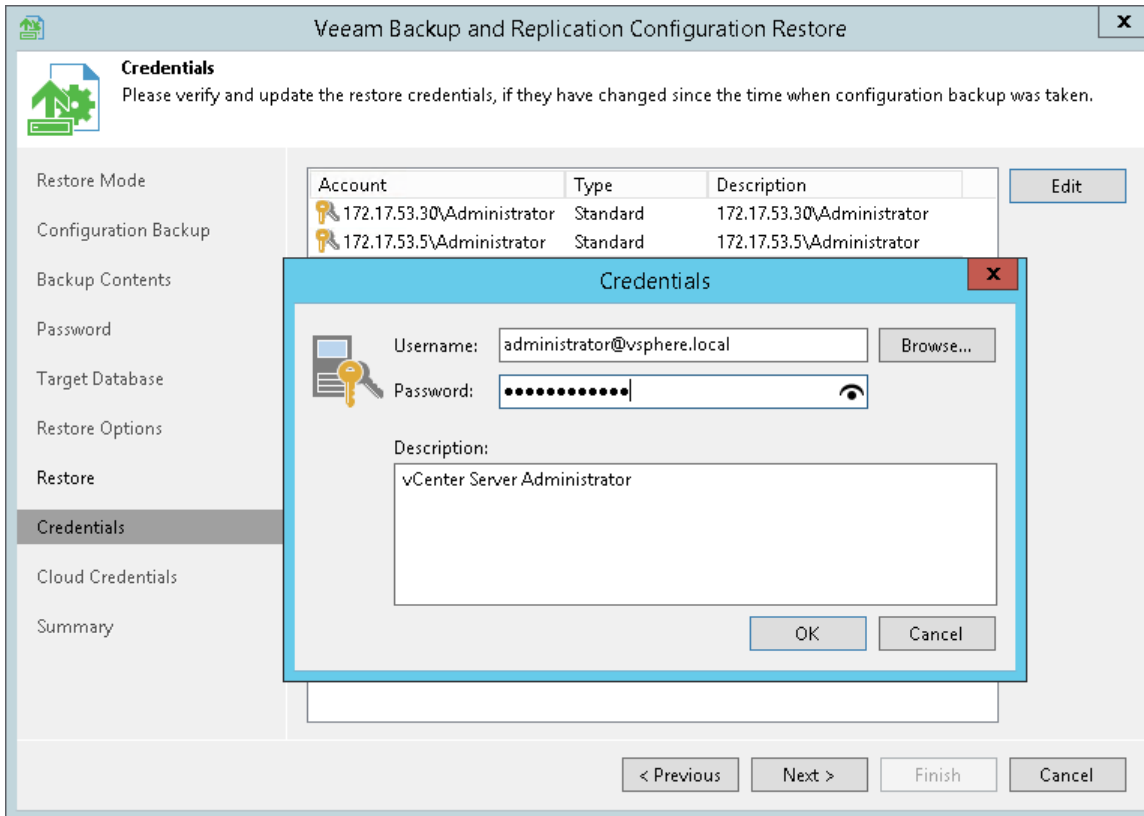 Veeam Backup and Replication Configuration Restore
x
Credentials
Please verify and update the restore credentials, if they have changed since the time when configuration backup was taken.
Restore Mode
Configuration Backup
Backup Contents
Password
Target Database
Restore Options
Restore
Credentials
Cloud Credentials
Summary
Account Type Description
172.17.53.30\Administrator Standard 172.17.53.30\Administrator
172.17.53.5\Administrator Standard 172.17.53.5\Administrator
Edit
Credentials
x
Username: administrator@vsphere.local Browse...
Password: ●●●●●●●●●●●●
Description:
vCenter Server Administrator
OK Cancel
< Previous Next > Finish Cancel